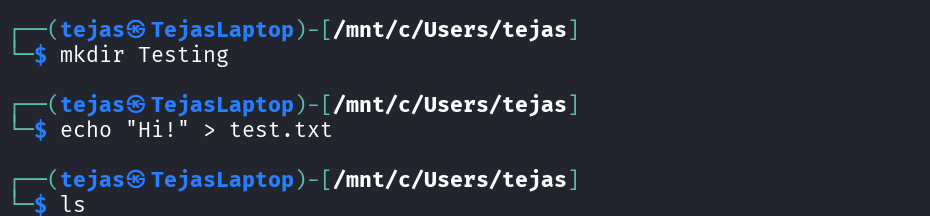 ┌──(tejas㉿TejasLaptop)-[/mnt/c/Users/tejas]
└─$ mkdir Testing
┌──(tejas㉿TejasLaptop)-[/mnt/c/Users/tejas]
└─$ echo "Hi!" > test.txt
┌──(tejas㉿TejasLaptop)-[/mnt/c/Users/tejas]
└─$ ls